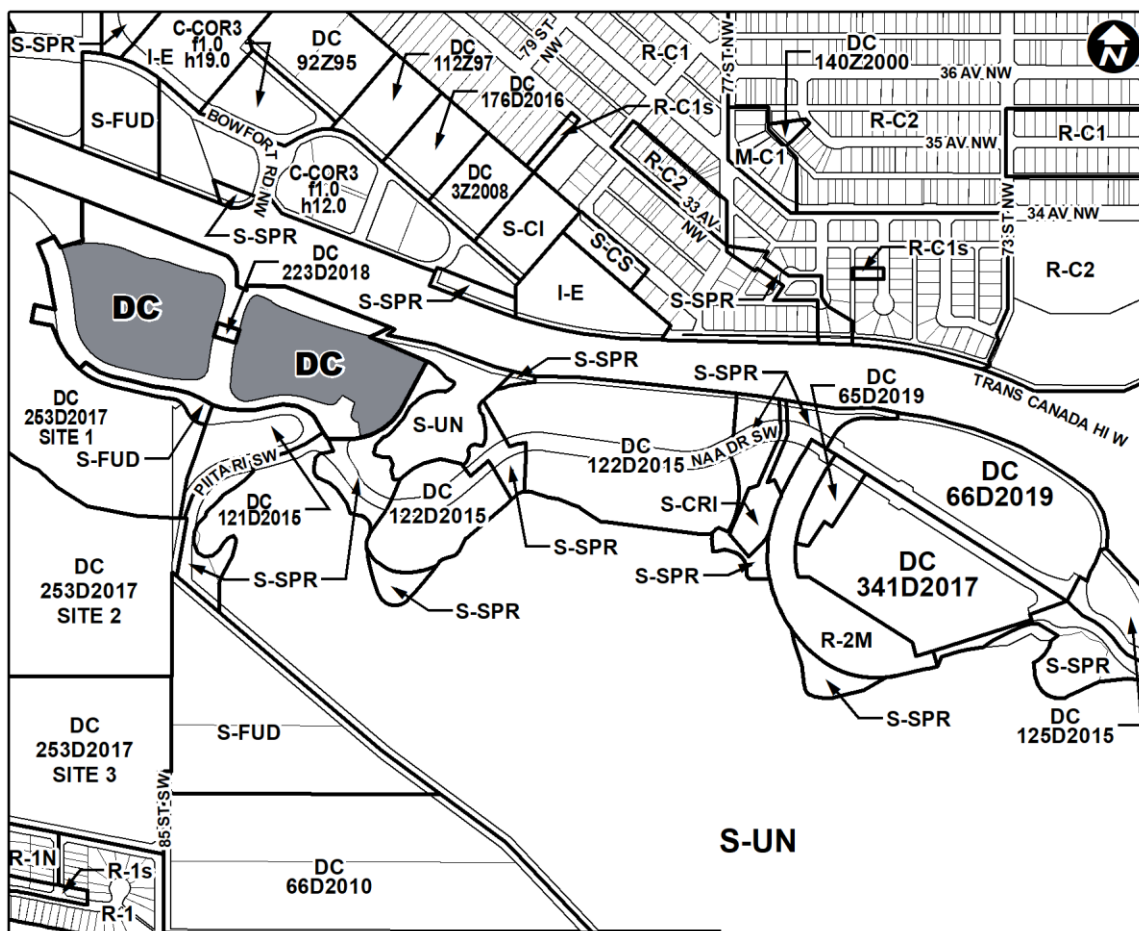 S-SPR
I-E
C-COR3
f1.0
h19.0
DC
92Z95
DC
112Z97
DC
176D2016
79 ST
NW
R-C1
R-C1s
77 ST NW
DC
140Z2000
36 AV NW
N
S-FUD
BOWFORT RD NW
C-COR3
f1.0
h12.0
DC
3Z2008
R-C2
33 AV
NW
M-C1
R-C2
35 AV NW
R-C1
34 AV NW
73 ST NW
S-SPR
S-CI
S-CS
R-C1s
R-C2
DC
223D2018
S-SPR
I-E
S-SPR
DC
DC
S-SPR
S-SPR
TRANS CANADA HI W
DC
253D2017
SITE 1
S-FUD
S-UN
DC
65D2019
DC
122D2015
NAA DR SW
DC
66D2019
PIITA RI SW
DC
121D2015
DC
122D2015
S-CRI
S-SPR
S-SPR
S-SPR
S-SPR
DC
253D2017
SITE 2
DC
341D2017
R-2M
S-SPR
S-SPR
DC
125D2015
DC
253D2017
SITE 3
S-FUD
85 ST SW
S-UN
R-1N
R-1s
R-1
DC
66D2010